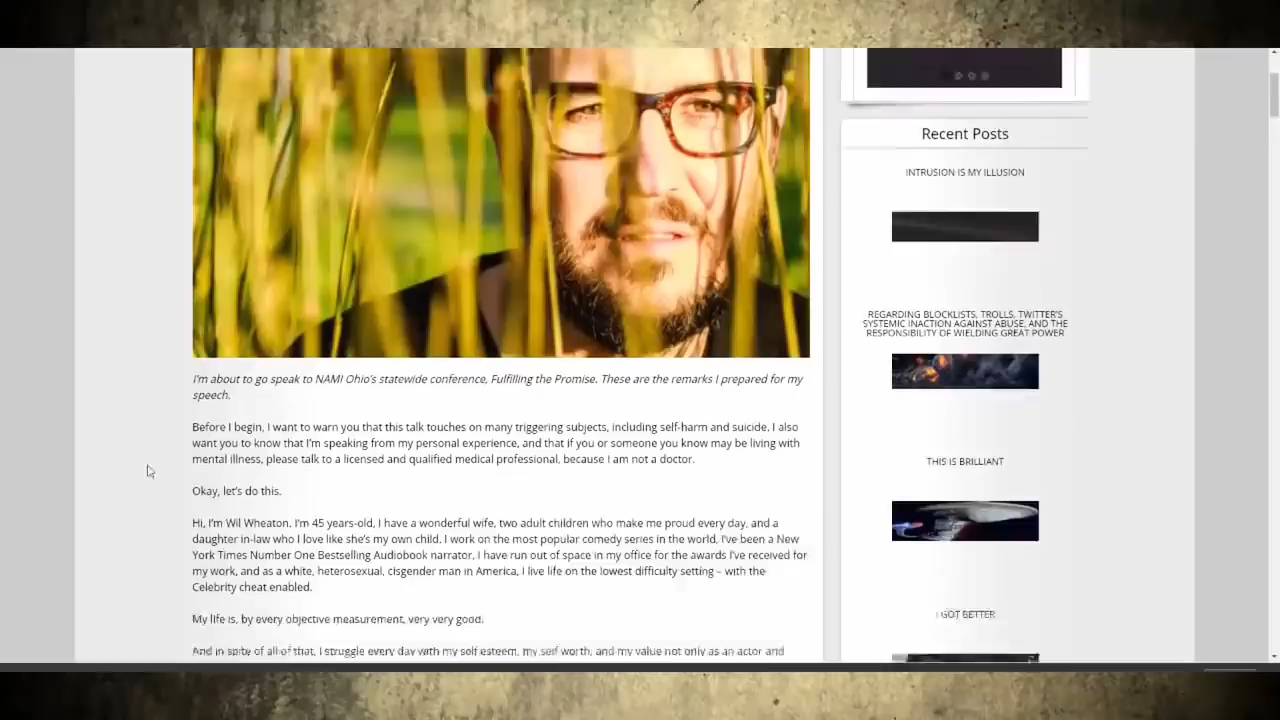 I'm about to go speak to NAMI Ohio's statewide conference, Fulfilling the Promise. These are the remarks I prepared for my
speech.
Before I begin, I want to warn you that this talk touches on many triggering subjects, including self-harm and suicide. I also
want you to know that I'm speaking from my personal experience, and that if you or someone you know may be living with
mental illness, please talk to a licensed and qualified medical professional, because I am not a doctor.
Okay, let's do this.
Hi, I'm Wil Wheaton. I'm 45 years-old, I have a wonderful wife, two adult children who make me proud every day, and a
daughter in-law who I love like she's my own child. I work on the most popular comedy series in the world, I've been a New
York Times Number One Bestselling Audiobook narrator, I have run out of space in my office for the awards I've received for
my work, and as a white, heterosexual, cisgender man in America, I live life on the lowest difficulty setting – with the
Celebrity cheat enabled.
My life is, by every objective measurement, very very good.
And in spite of all of that, I struggle every day with my self esteem, my self worth, and my value not only as an actor and
Recent Posts
INTRUSION IS MY ILLUSION
REGARDING BLOCKLISTS, TROLLS, TWITTER'S
SYSTEMIC INACTION AGAINST ABUSE, AND THE
RESPONSIBILITY OF WIELDING GREAT POWER
THIS IS BRILLIANT
I GOT BETTER